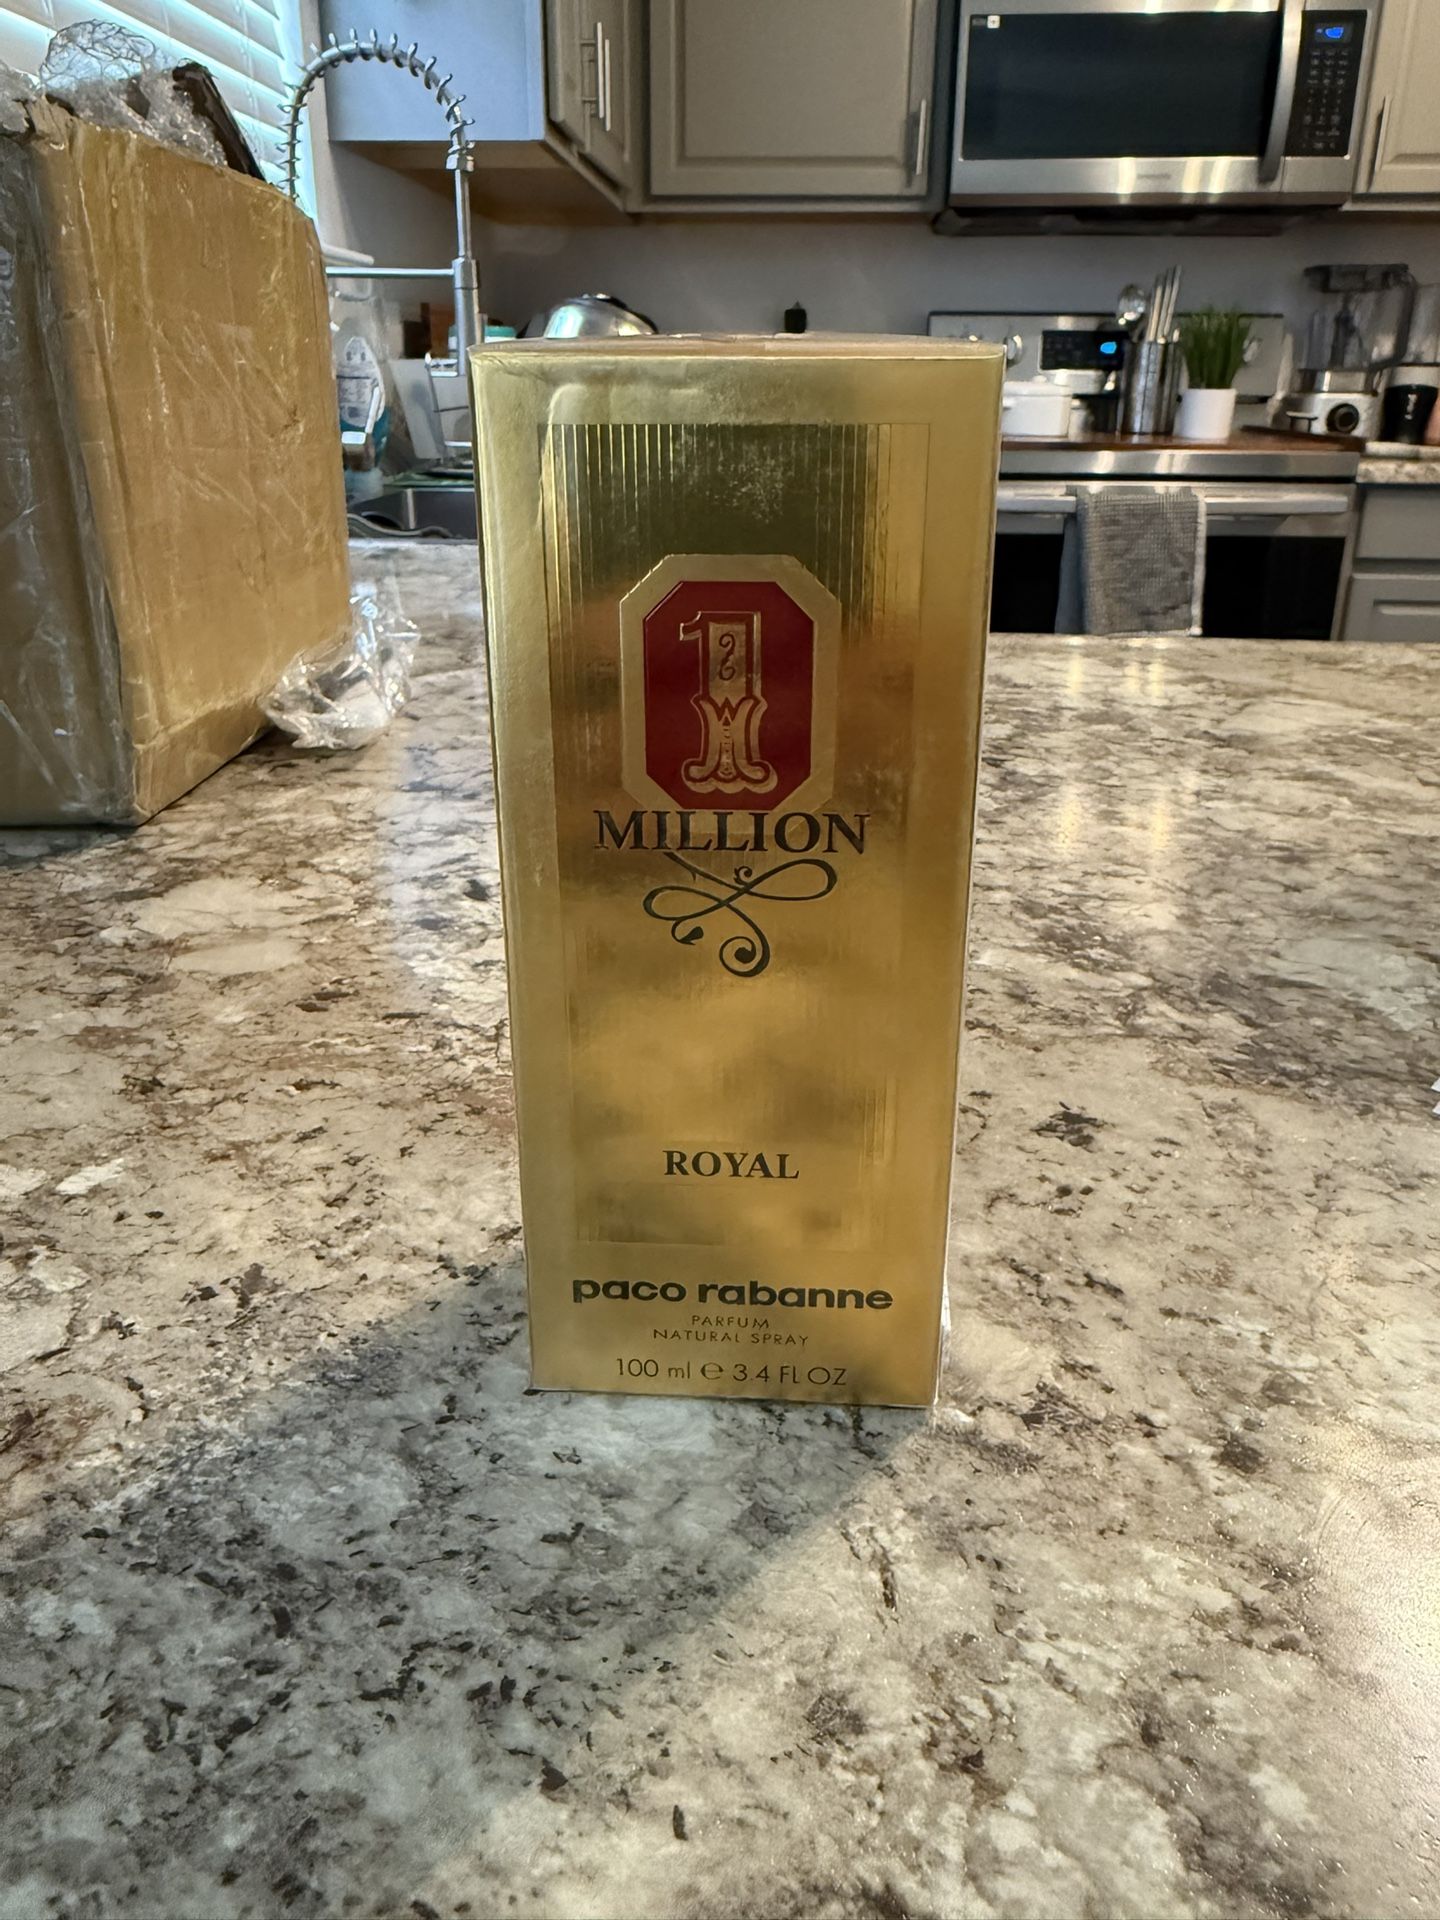 1
MILLION
ROYAL
paco rabanne
PARFUM
NATURAL SPRAY
100 ml ℮ 3.4 FL OZ